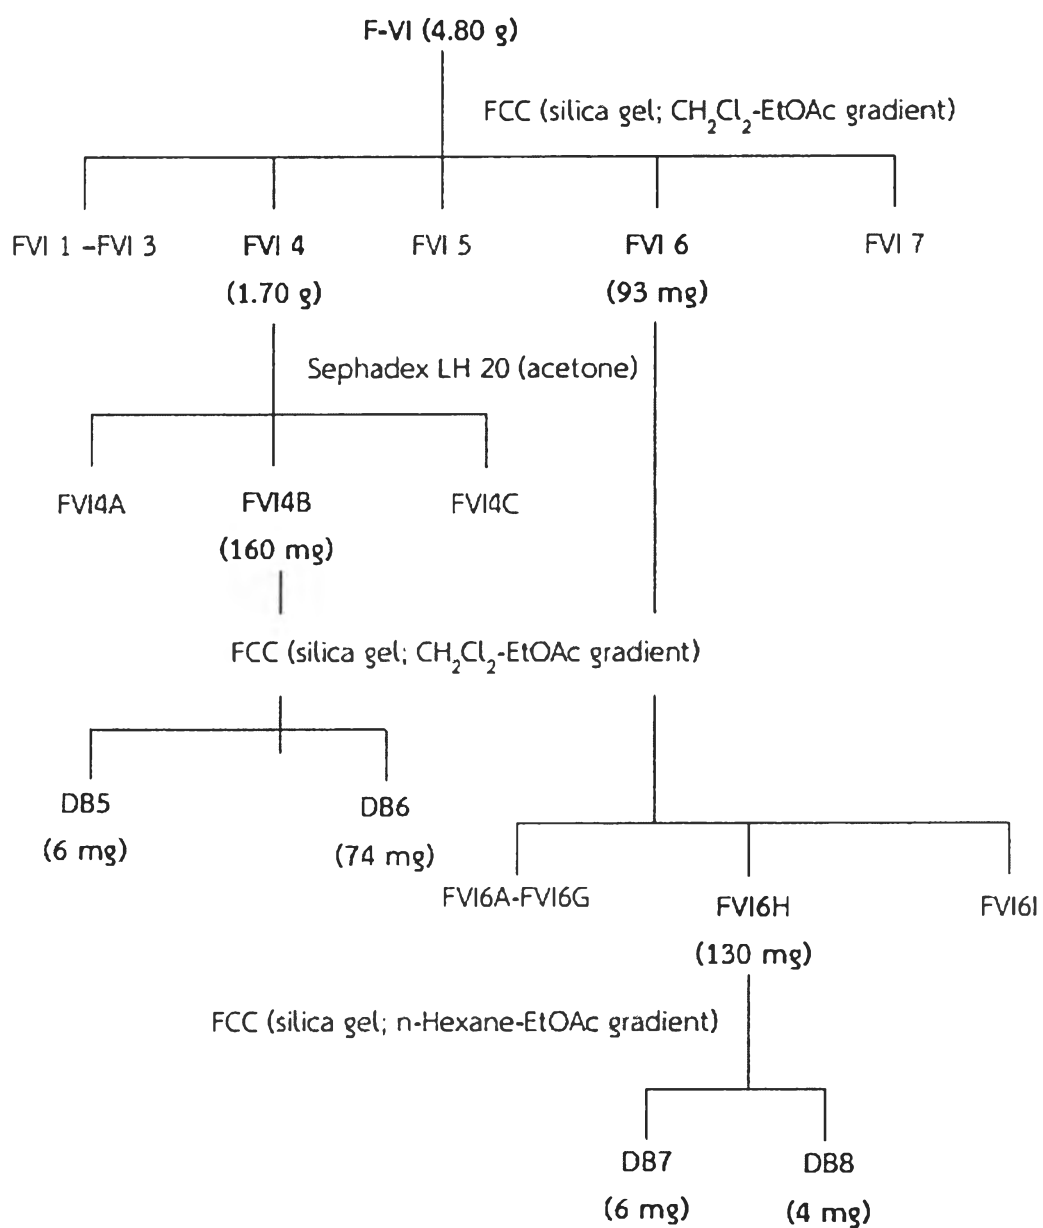 F-VI (4.80 g)
FCC (silica gel; CH₂Cl₂-EtOAc gradient)
FVI 1 –FVI 3 FVI 4 FVI 5 FVI 6 FVI 7
(1.70 g) (93 mg)
Sephadex LH 20 (acetone)
FVI4A FVI4B FVI4C
(160 mg)
FCC (silica gel; CH₂Cl₂-EtOAc gradient)
DB5 DB6
(6 mg) (74 mg)
FVI6A-FVI6G FVI6H FVI6I
(130 mg)
FCC (silica gel; n-Hexane-EtOAc gradient)
DB7 DB8
(6 mg) (4 mg)